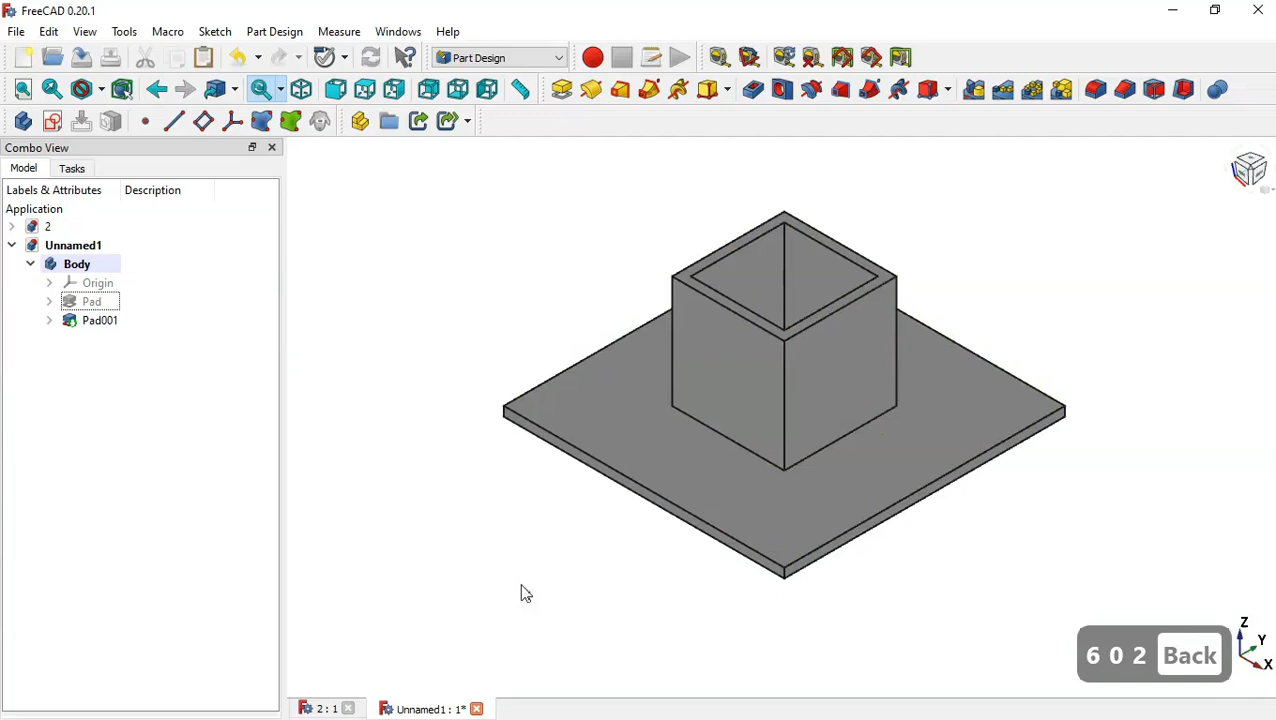 FreeCAD 0.20.1
File Edit View Tools Macro Sketch Part Design Measure Windows Help
Part Design
Combo View
Model Tasks
Labels & Attributes Description
Application
2
Unnamed1
Body
Origin
Pad
Pad001
6 0 2 Back
Z
Y
X
2 : 1 Unnamed1 : 1*